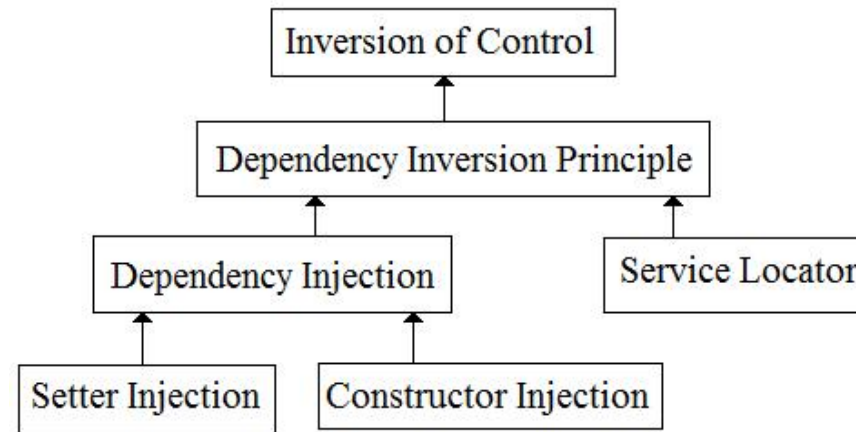 Inversion of Control
Dependency Inversion Principle
Dependency Injection
Service Locator
Setter Injection
Constructor Injection